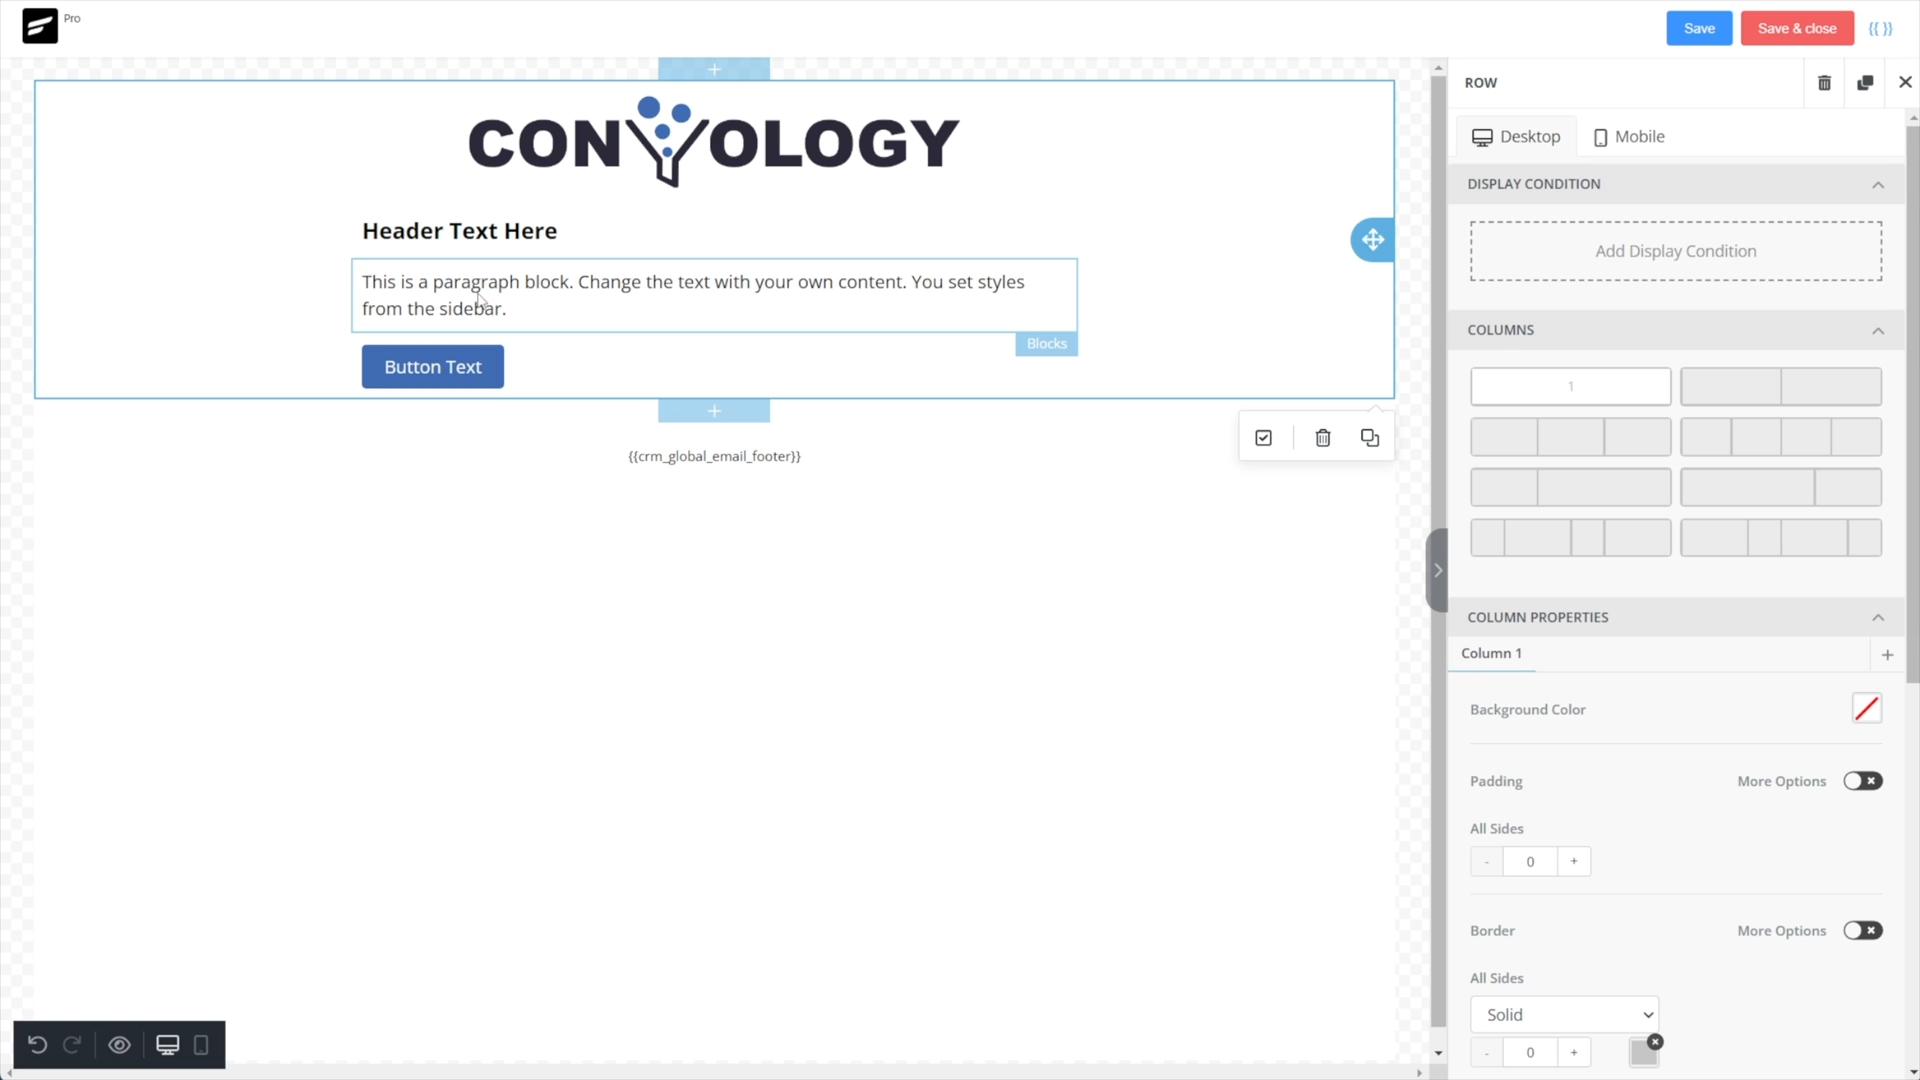 Pro
Save
Save & close
{{ }}
ROW
Desktop
Mobile
DISPLAY CONDITION
Add Display Condition
COLUMNS
1
COLUMN PROPERTIES
Column 1
Background Color
Padding
More Options
All Sides
- 0 +
Border
More Options
All Sides
Solid
- 0 +
CONVOLOGY
Header Text Here
This is a paragraph block. Change the text with your own content. You set styles
from the sidebar.
Blocks
Button Text
{{crm_global_email_footer}}